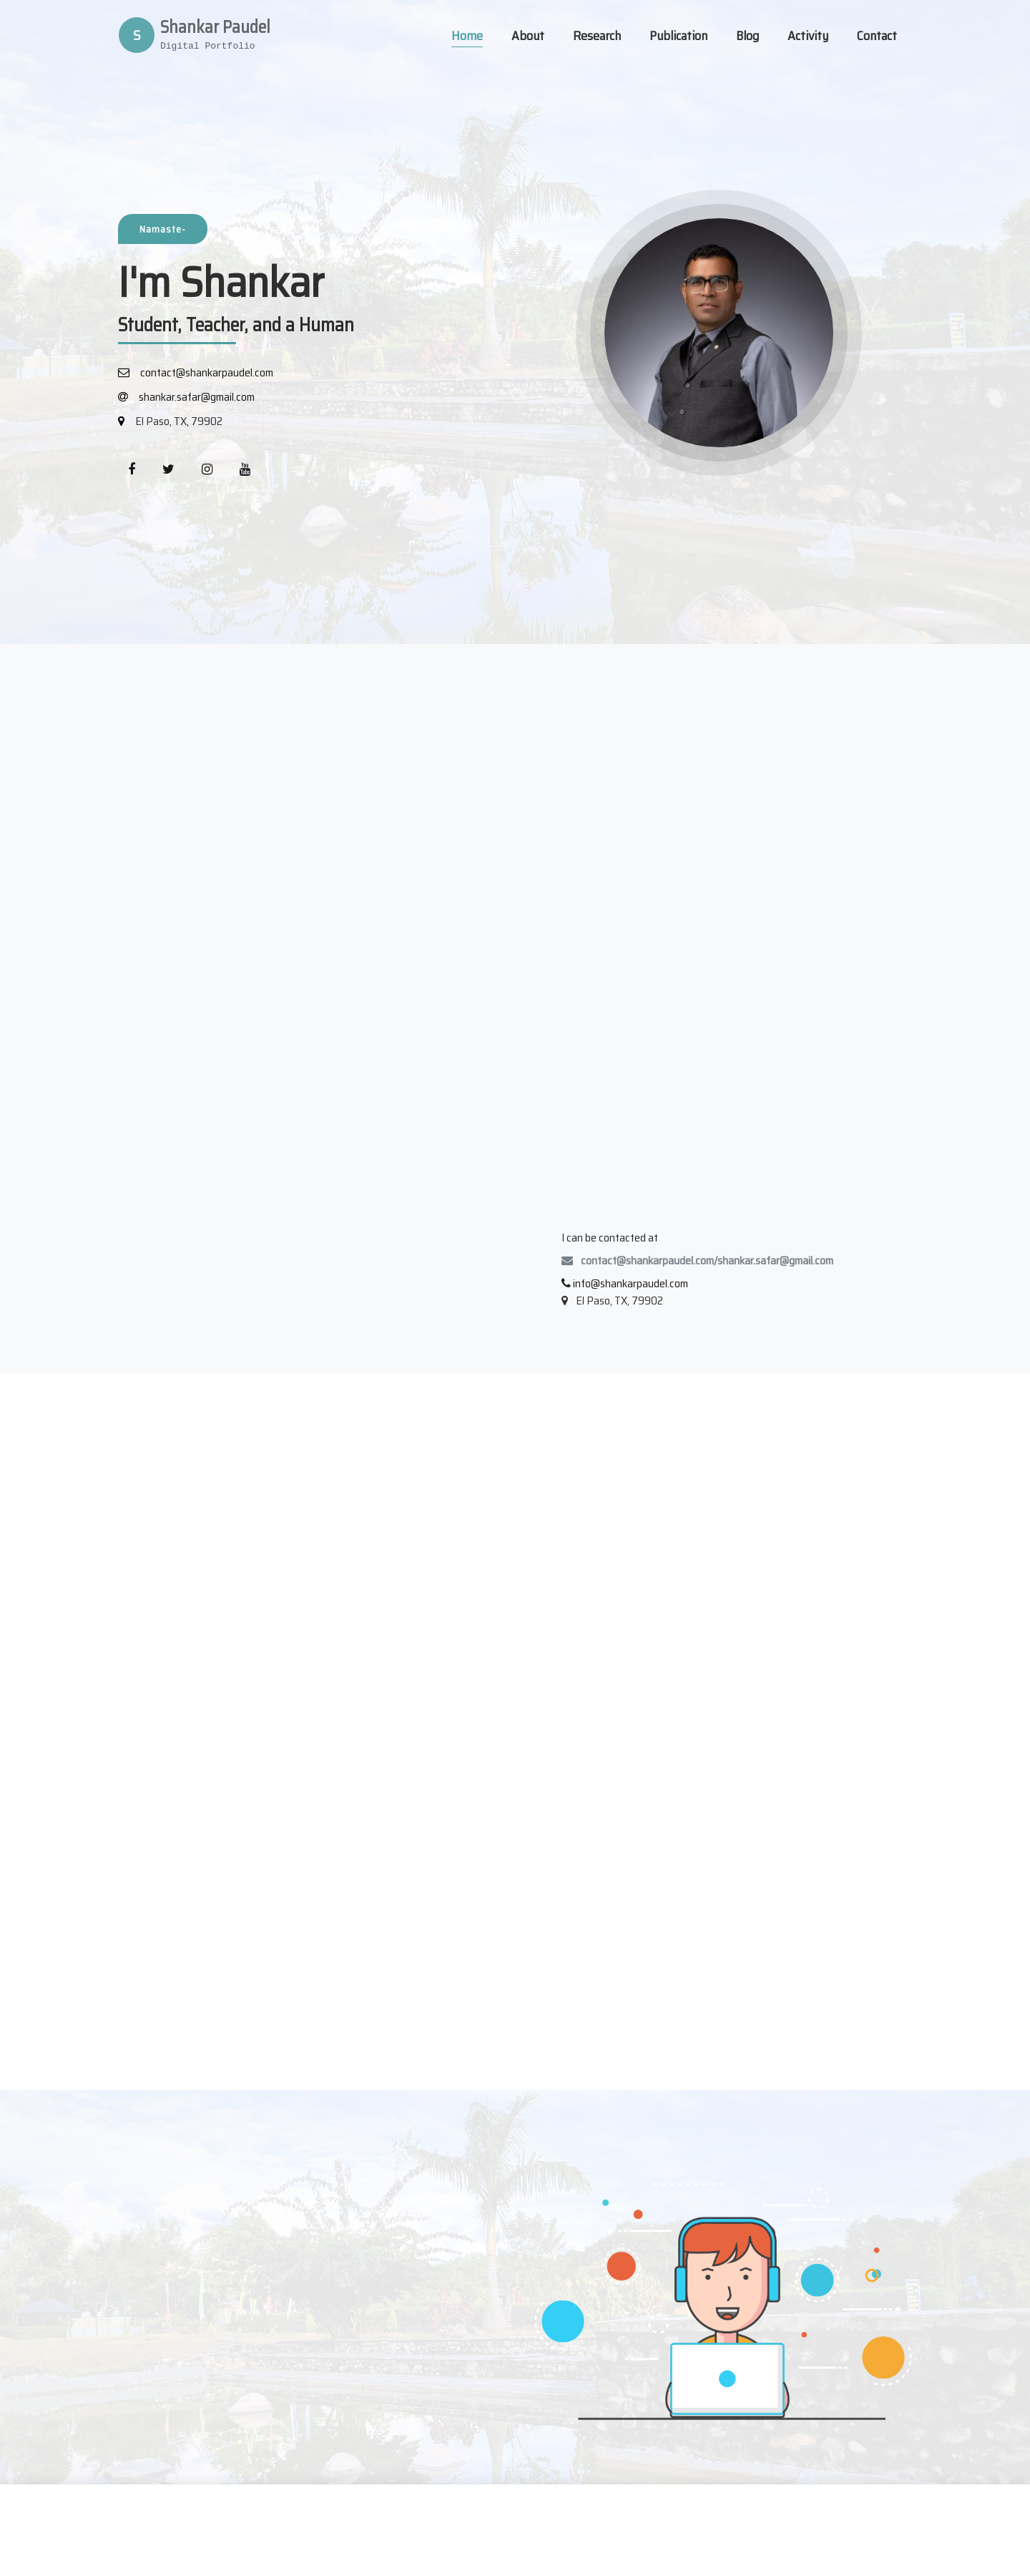 S
Shankar Paudel
Digital Portfolio
Home About Research Publication Blog Activity Contact
Namaste-
I'm Shankar
Student, Teacher, and a Human
contact@shankarpaudel.com
shankar.safar@gmail.com
El Paso, TX, 79902
You
Tube
I can be contacted at
contact@shankarpaudel.com/shankar.safar@gmail.com
info@shankarpaudel.com
El Paso, TX, 79902